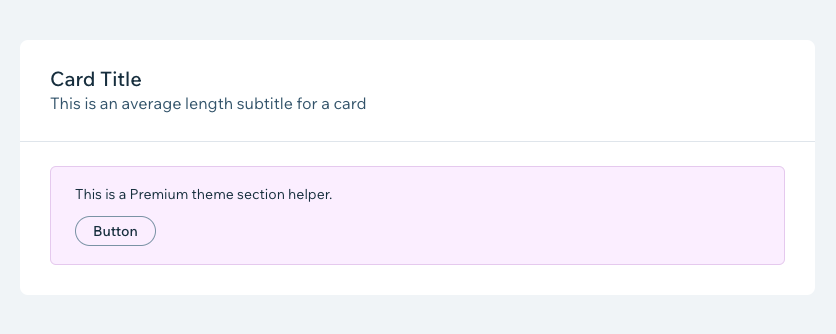 Card Title
This is an average length subtitle for a card
This is a Premium theme section helper.
Button